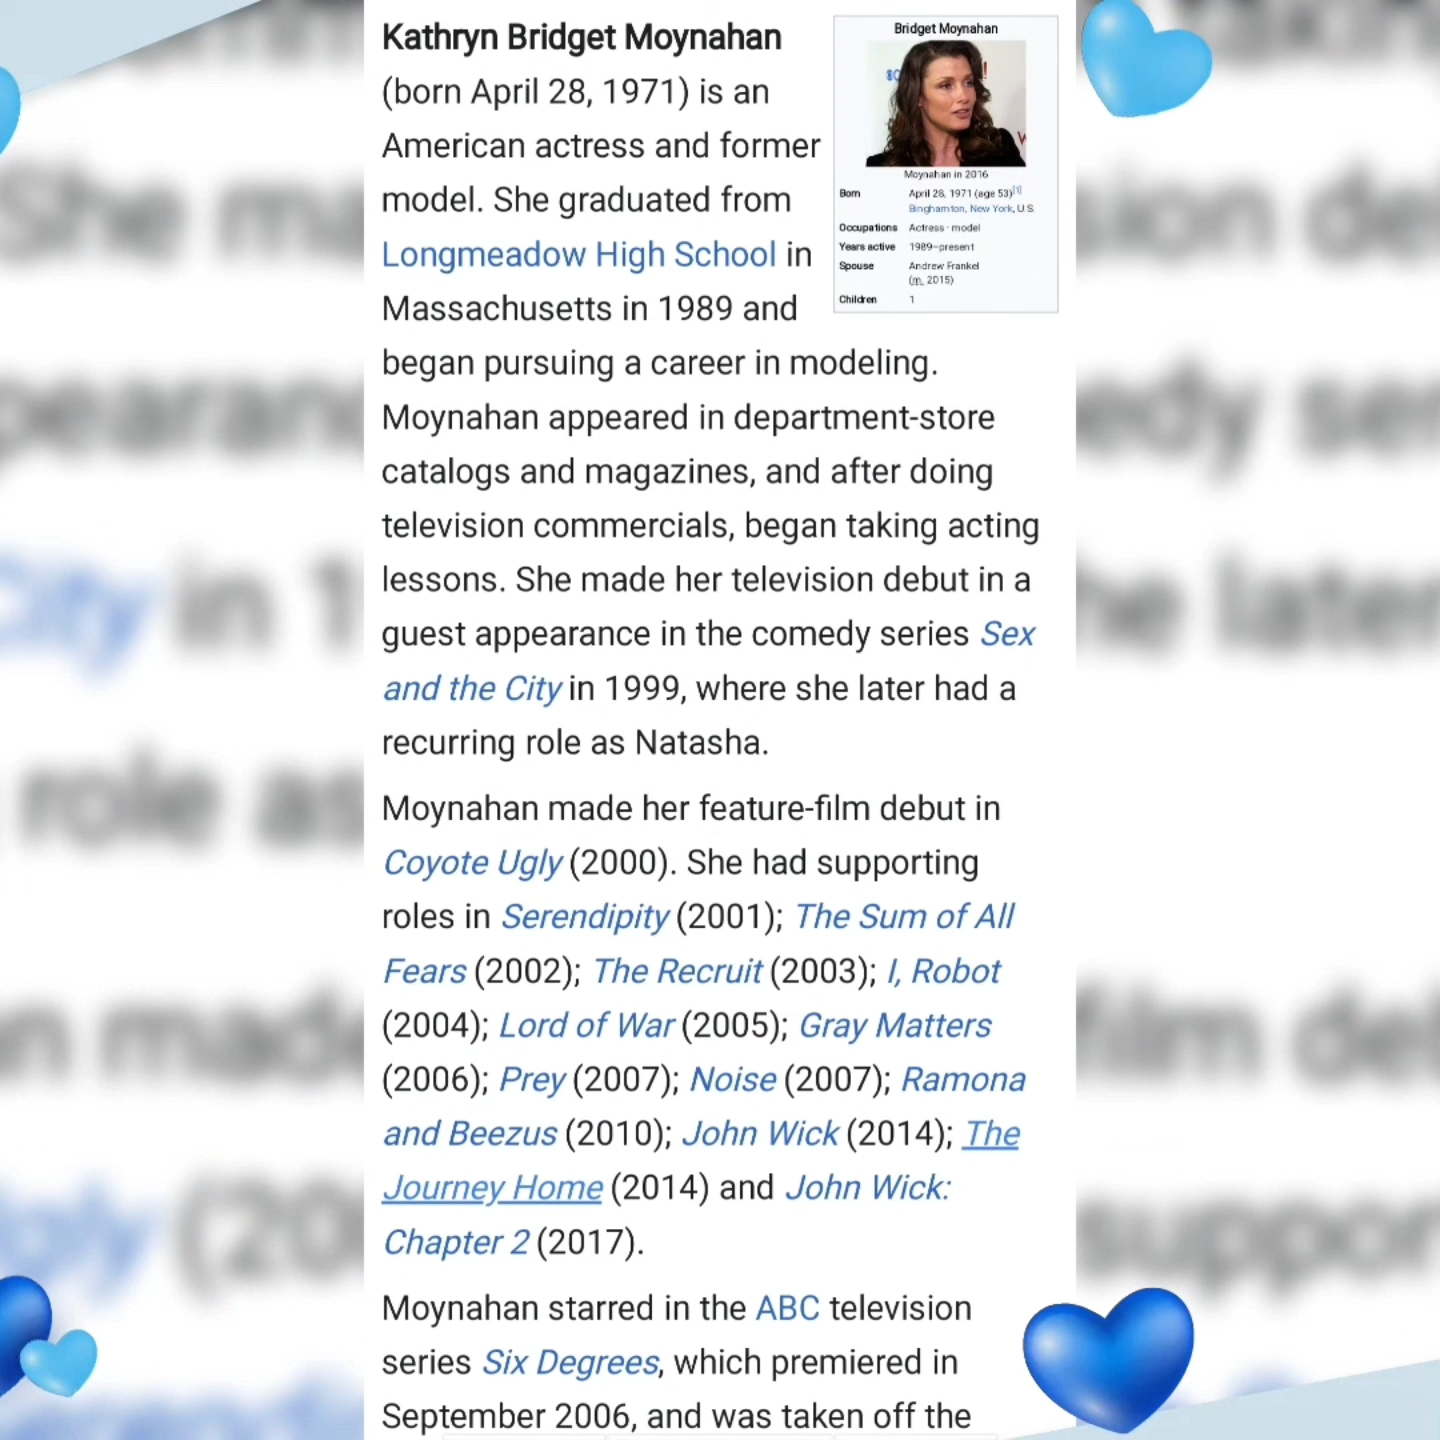 Kathryn Bridget Moynahan
(born April 28, 1971) is an
American actress and former
model. She graduated from
Longmeadow High School in
Massachusetts in 1989 and
began pursuing a career in modeling.
Moynahan appeared in department-store
catalogs and magazines, and after doing
television commercials, began taking acting
lessons. She made her television debut in a
guest appearance in the comedy series Sex
and the City in 1999, where she later had a
recurring role as Natasha.
Bridget Moynahan
Moynahan in 2016
Born April 28, 1971 (age 53)[1]
Binghamton, New York, U.S.
Occupations Actress · model
Years active 1989–present
Spouse Andrew Frankel
(m. 2015)
Children 1
Moynahan made her feature-film debut in
Coyote Ugly (2000). She had supporting
roles in Serendipity (2001); The Sum of All
Fears (2002); The Recruit (2003); I, Robot
(2004); Lord of War (2005); Gray Matters
(2006); Prey (2007); Noise (2007); Ramona
and Beezus (2010); John Wick (2014); The
Journey Home (2014) and John Wick:
Chapter 2 (2017).
Moynahan starred in the ABC television
series Six Degrees, which premiered in
September 2006, and was taken off the